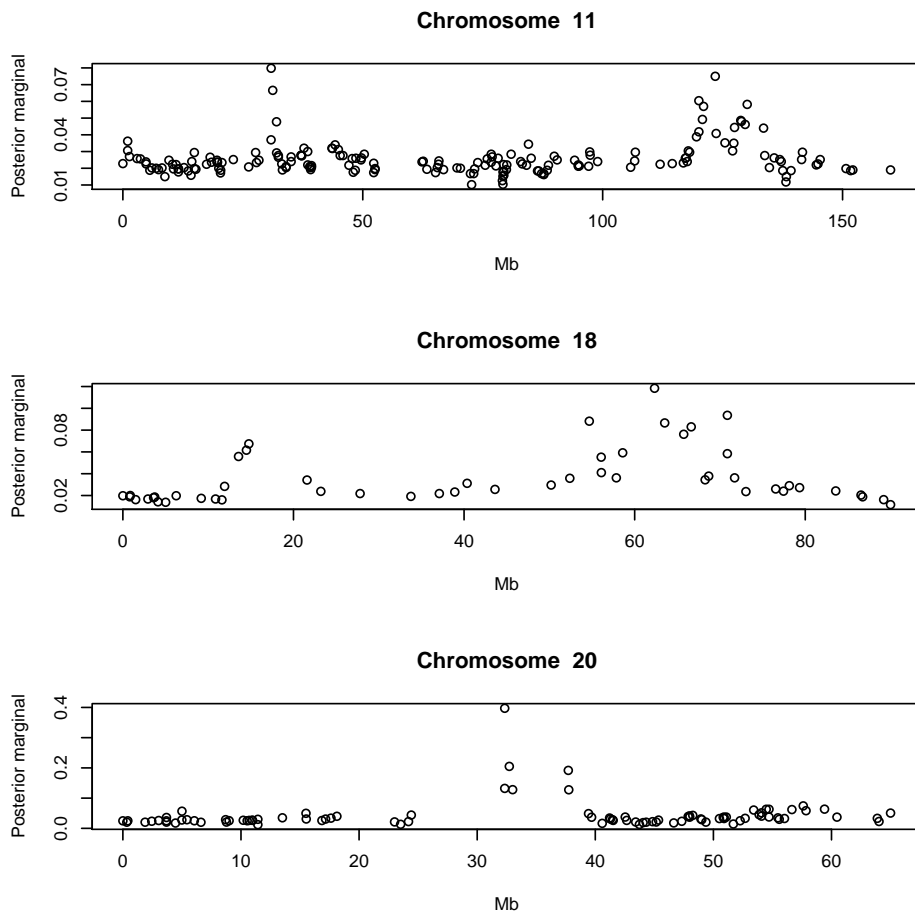 Chromosome 11
Posterior marginal
0.01 0.04 0.07
0 50 100 150
Mb
Chromosome 18
Posterior marginal
0.02 0.08
0 20 40 60 80
Mb
Chromosome 20
Posterior marginal
0.0 0.2 0.4
0 10 20 30 40 50 60
Mb